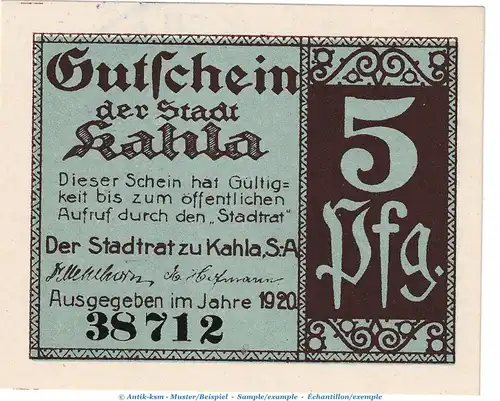 Gutschein
der Stadt
Kahla
Dieser Schein hat Gültig=
keit bis zum öffentlichen
Aufruf durch den „Stadtrat"
Der Stadtrat zu Kahla, S.-A.
Ausgegeben im Jahre 1920.
38712
5
Pfg.
© Antik-ksm - Muster/Beispiel - Sample/example - Échantillon/exemple